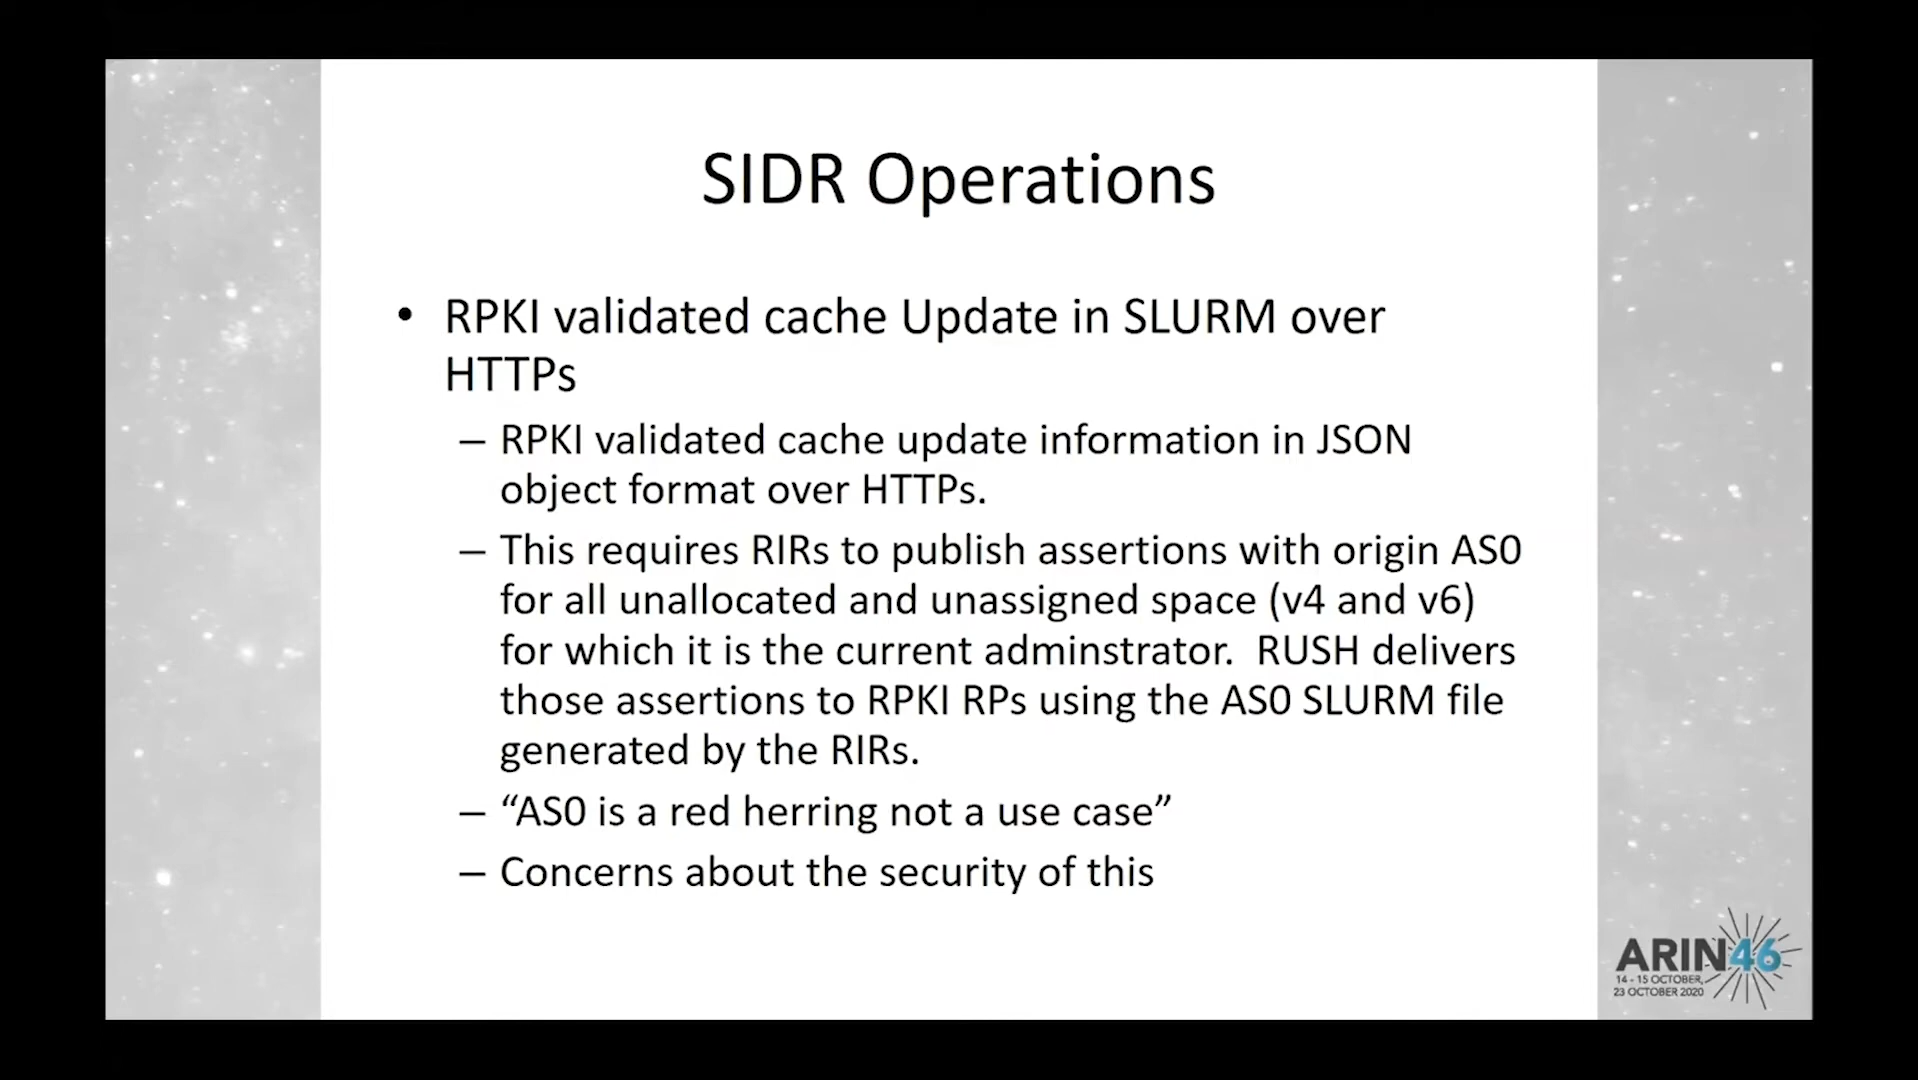 SIDR Operations
• RPKI validated cache Update in SLURM over
HTTPs
– RPKI validated cache update information in JSON
object format over HTTPs.
– This requires RIRs to publish assertions with origin AS0
for all unallocated and unassigned space (v4 and v6)
for which it is the current adminstrator.  RUSH delivers
those assertions to RPKI RPs using the AS0 SLURM file
generated by the RIRs.
– “AS0 is a red herring not a use case”
– Concerns about the security of this
ARIN46
14 - 15 OCTOBER,
23 OCTOBER 2020